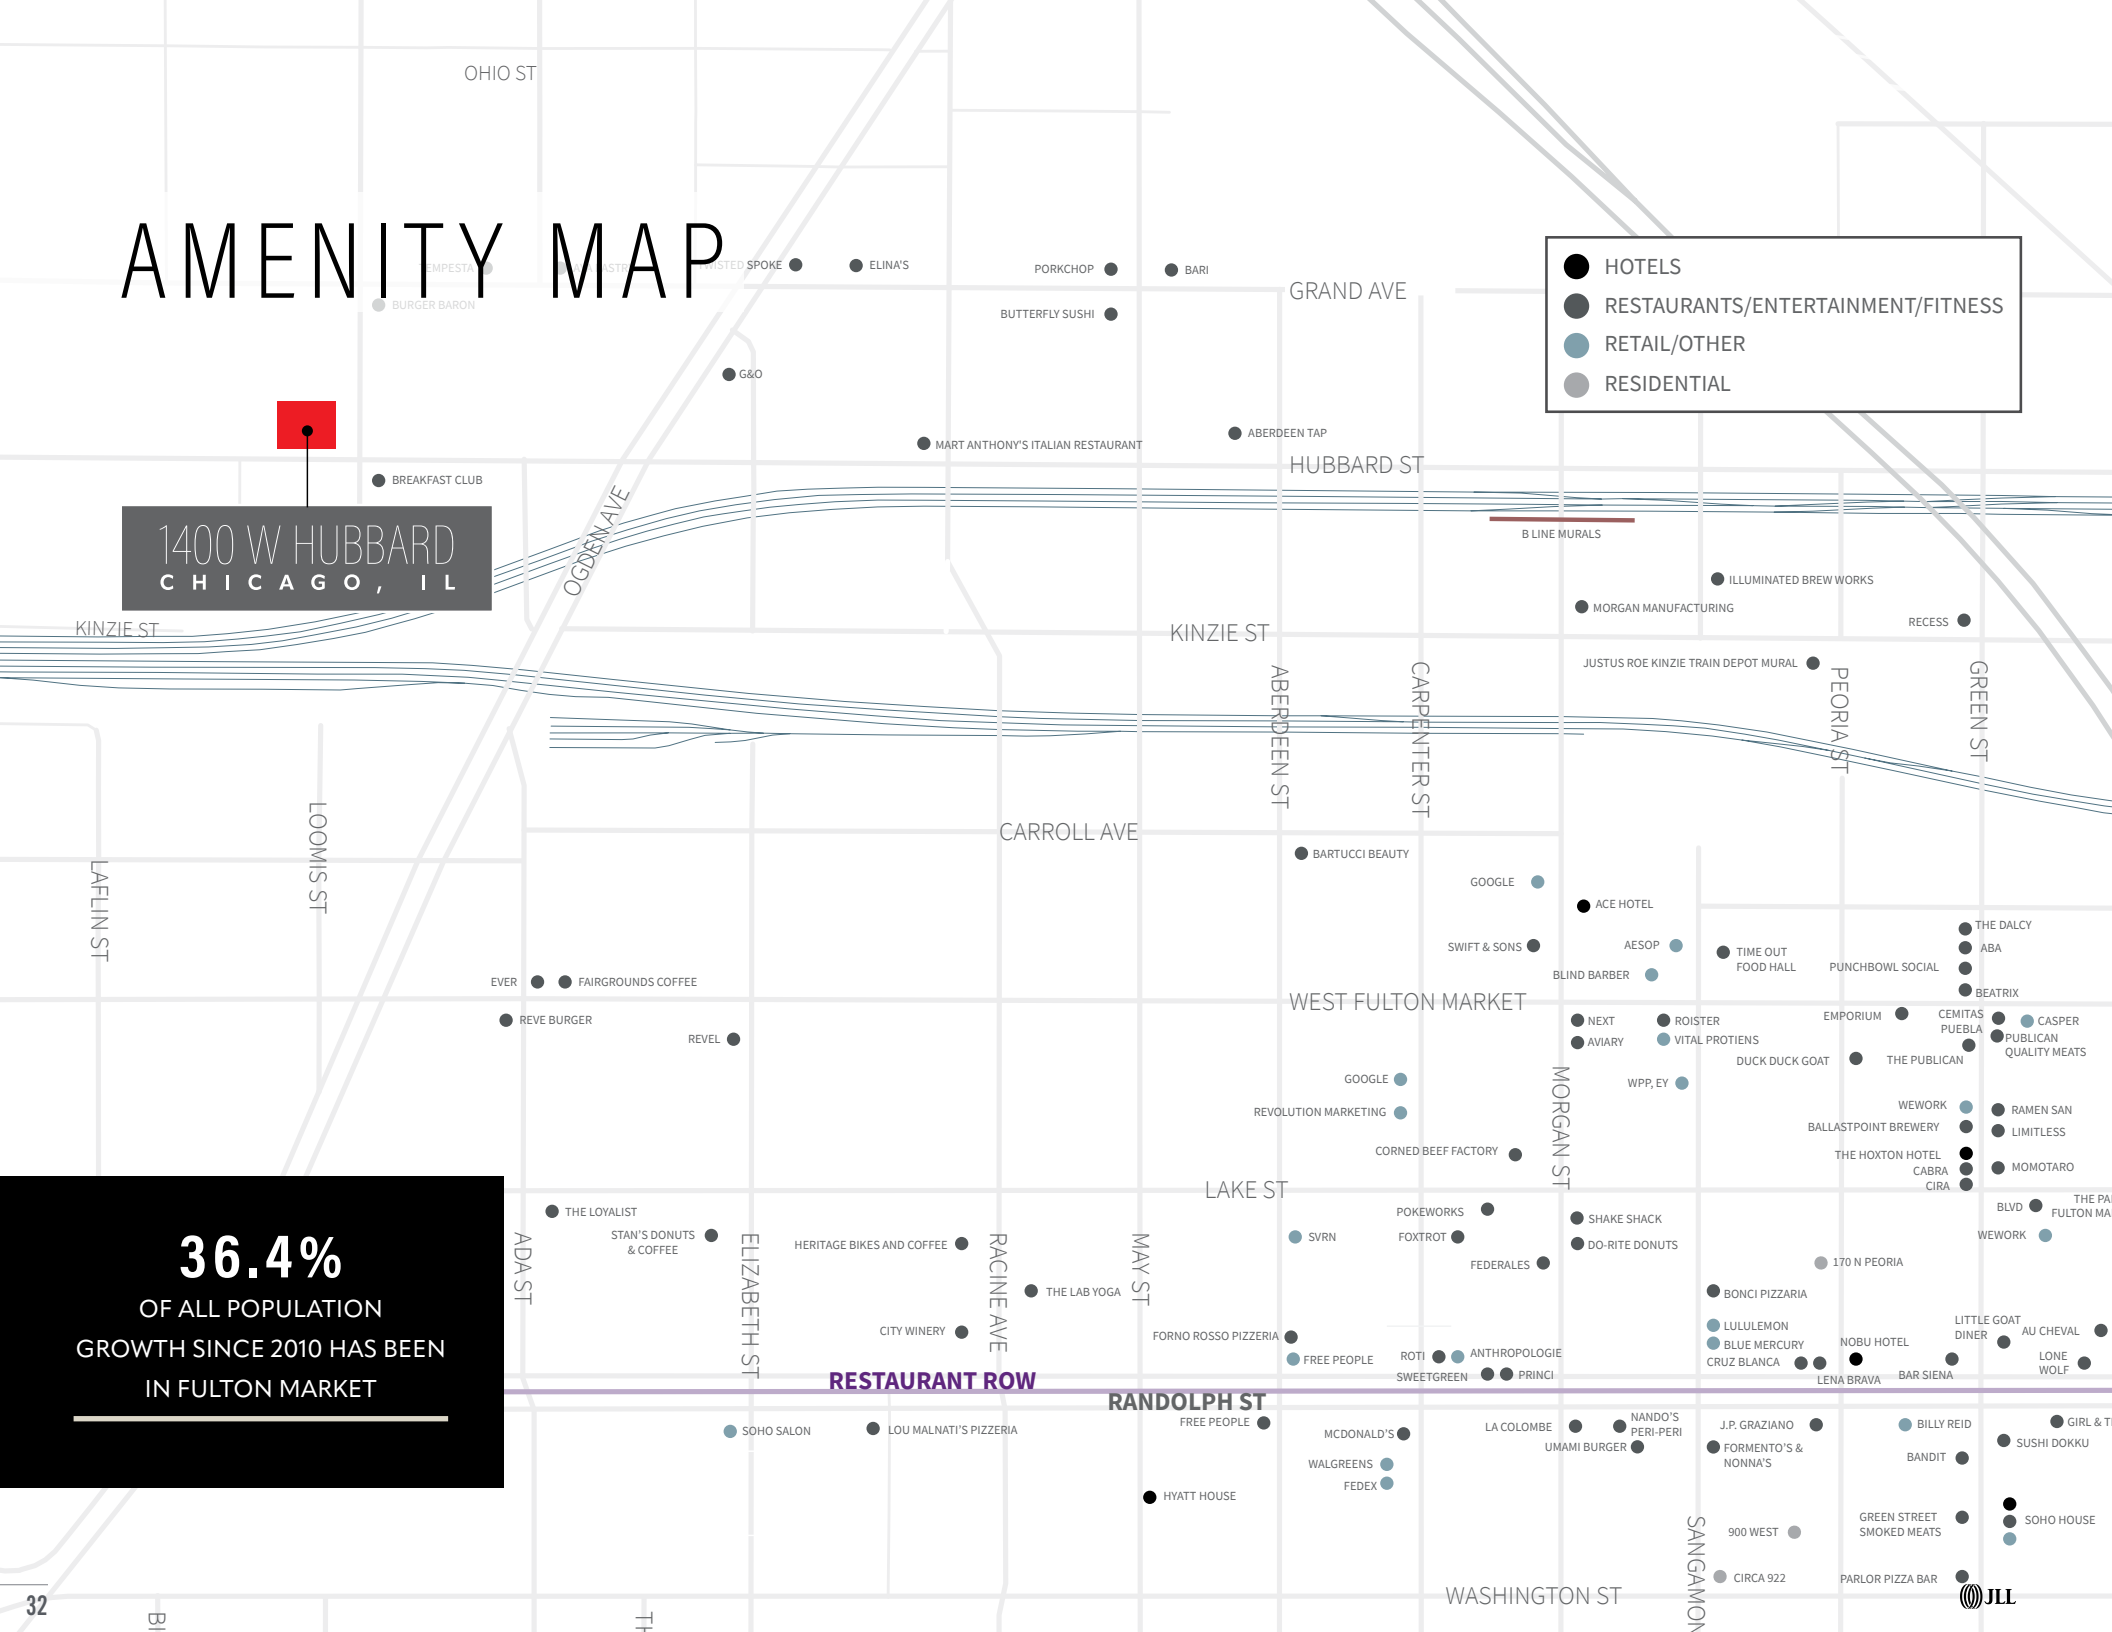 OHIO ST
AMENITY MAP
BURGER BARON
TWISTED SPOKE
ELINA'S
PORKCHOP
BARI
BUTTERFLY SUSHI
GRAND AVE
HOTELS
RESTAURANTS/ENTERTAINMENT/FITNESS
RETAIL/OTHER
RESIDENTIAL
G&O
MART ANTHONY'S ITALIAN RESTAURANT
ABERDEEN TAP
HUBBARD ST
BREAKFAST CLUB
OGDEN AVE
1400 W HUBBARD
CHICAGO, IL
B LINE MURALS
ILLUMINATED BREW WORKS
MORGAN MANUFACTURING
RECESS
KINZIE ST
KINZIE ST
JUSTUS ROE KINZIE TRAIN DEPOT MURAL
ABERDEEN ST
CARPENTER ST
PEORIA ST
GREEN ST
LOOMIS ST
LAFLIN ST
CARROLL AVE
BARTUCCI BEAUTY
GOOGLE
ACE HOTEL
SWIFT & SONS
AESOP
BLIND BARBER
TIME OUT
FOOD HALL
THE DALCY
ABA
PUNCHBOWL SOCIAL
BEATRIX
EVER
FAIRGROUNDS COFFEE
WEST FULTON MARKET
REVE BURGER
REVEL
NEXT
AVIARY
ROISTER
VITAL PROTIENS
EMPORIUM
CEMITAS
PUEBLA
CASPER
PUBLICAN
QUALITY MEATS
DUCK DUCK GOAT
THE PUBLICAN
GOOGLE
WPP, EY
REVOLUTION MARKETING
MORGAN ST
WEWORK
RAMEN SAN
BALLASTPOINT BREWERY
LIMITLESS
CORNED BEEF FACTORY
THE HOXTON HOTEL
CABRA
MOMOTARO
CIRA
LAKE ST
36.4%
OF ALL POPULATION
GROWTH SINCE 2010 HAS BEEN
IN FULTON MARKET
THE LOYALIST
STAN'S DONUTS
& COFFEE
HERITAGE BIKES AND COFFEE
THE LAB YOGA
CITY WINERY
ADA ST
ELIZABETH ST
RACINE AVE
MAY ST
POKEWORKS
SHAKE SHACK
SVRN
FOXTROT
DO-RITE DONUTS
FEDERALES
BLVD
THE PA
FULTON MA
WEWORK
170 N PEORIA
BONCI PIZZARIA
LULULEMON
BLUE MERCURY
CRUZ BLANCA
NOBU HOTEL
LENA BRAVA
LITTLE GOAT
DINER
AU CHEVAL
LONE
WOLF
BAR SIENA
FORNO ROSSO PIZZERIA
FREE PEOPLE
ROTI
ANTHROPOLOGIE
SWEETGREEN
PRINCI
RESTAURANT ROW
RANDOLPH ST
SOHO SALON
LOU MALNATI'S PIZZERIA
FREE PEOPLE
MCDONALD'S
WALGREENS
FEDEX
HYATT HOUSE
LA COLOMBE
NANDO'S
PERI-PERI
UMAMI BURGER
J.P. GRAZIANO
FORMENTO'S &
NONNA'S
BILLY REID
GIRL & T
SUSHI DOKKU
BANDIT
GREEN STREET
SMOKED MEATS
SOHO HOUSE
900 WEST
CIRCA 922
PARLOR PIZZA BAR
SANGAMON
WASHINGTON ST
32
BI
TH
JLL